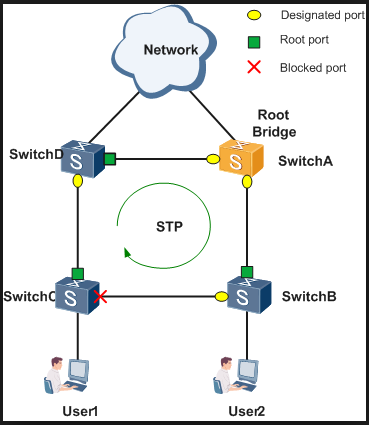 Designated port
Root port
Blocked port
Network
Root
Bridge
SwitchD
SwitchA
STP
SwitchC
SwitchB
User1
User2